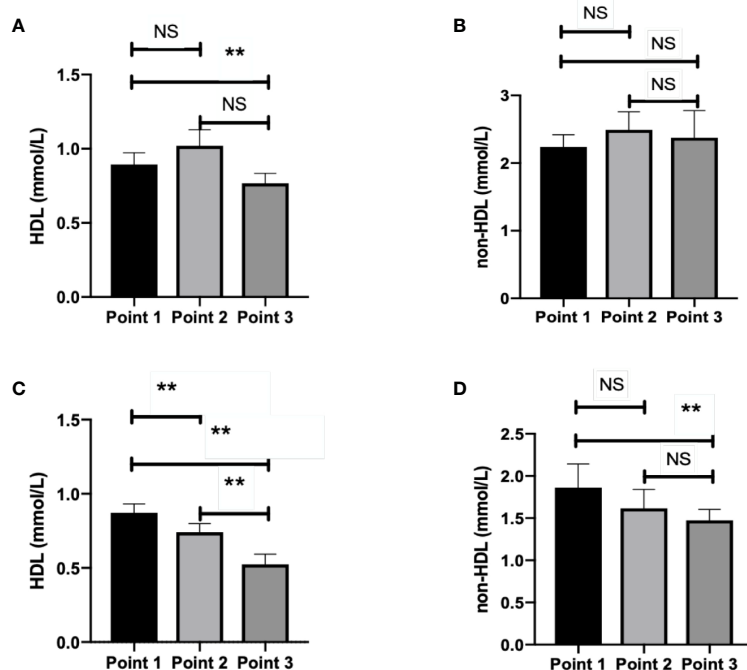 A
NS
**
NS
1.5
1.0
0.5
0.0
HDL (mmol/L)
Point 1 Point 2 Point 3
B
NS
NS
NS
3
2
1
0
non-HDL (mmol/L)
Point 1 Point 2 Point 3
C
**
**
**
1.5
1.0
0.5
0.0
HDL (mmol/L)
Point 1 Point 2 Point 3
D
NS
**
NS
2.5
2.0
1.5
1.0
0.5
0.0
non-HDL (mmol/L)
Point 1 Point 2 Point 3